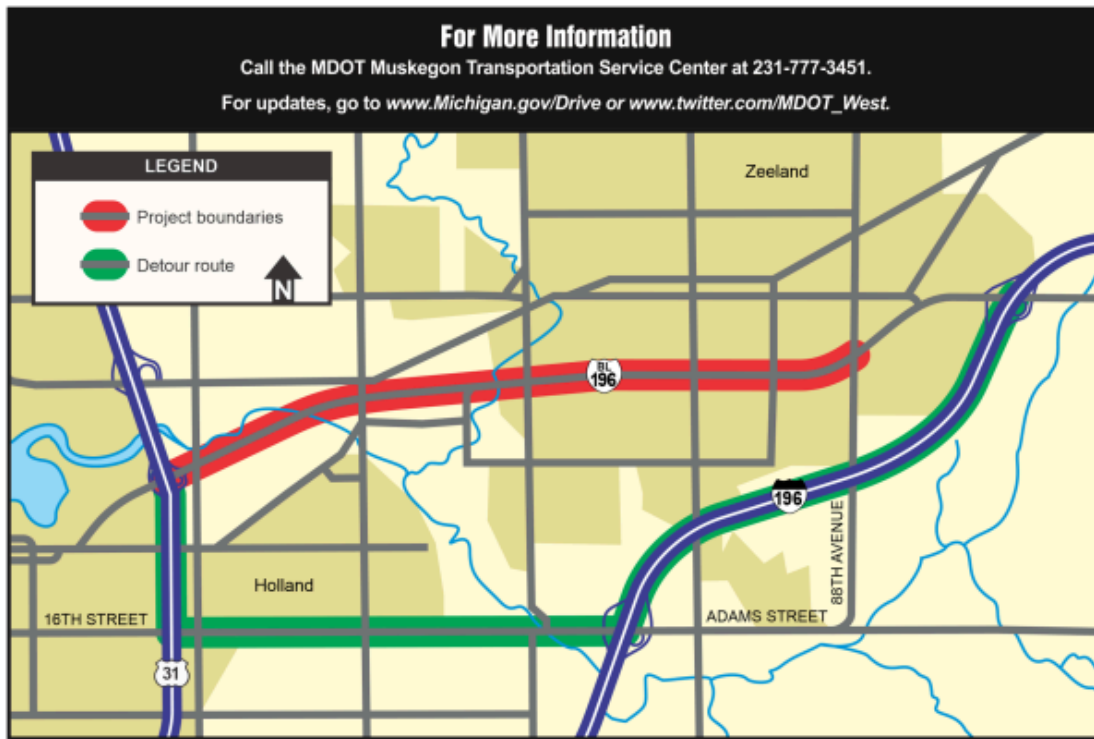 For More Information
Call the MDOT Muskegon Transportation Service Center at 231-777-3451.
For updates, go to www.Michigan.gov/Drive or www.twitter.com/MDOT_West.
LEGEND
Project boundaries
Detour route
N
Zeeland
BL
196
196
88TH AVENUE
Holland
16TH STREET
ADAMS STREET
31